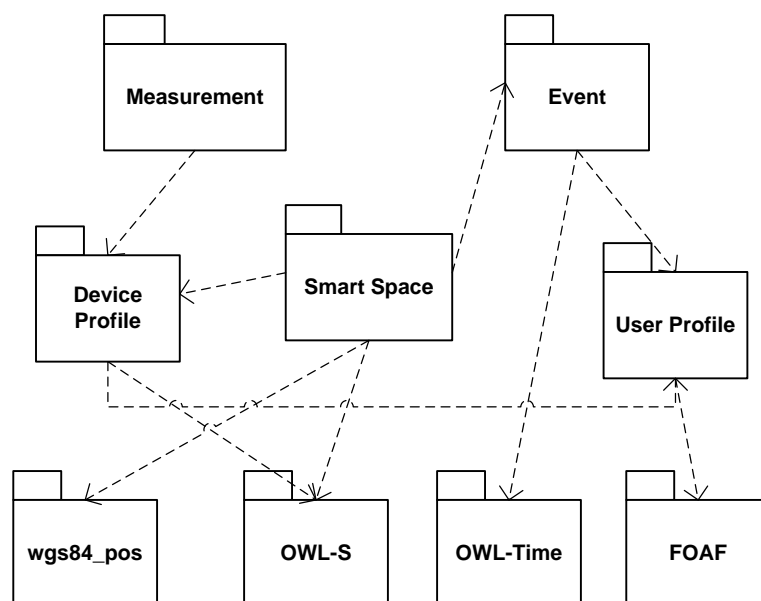 Measurement
Event
Device
Profile
Smart Space
User Profile
wgs84_pos
OWL-S
OWL-Time
FOAF